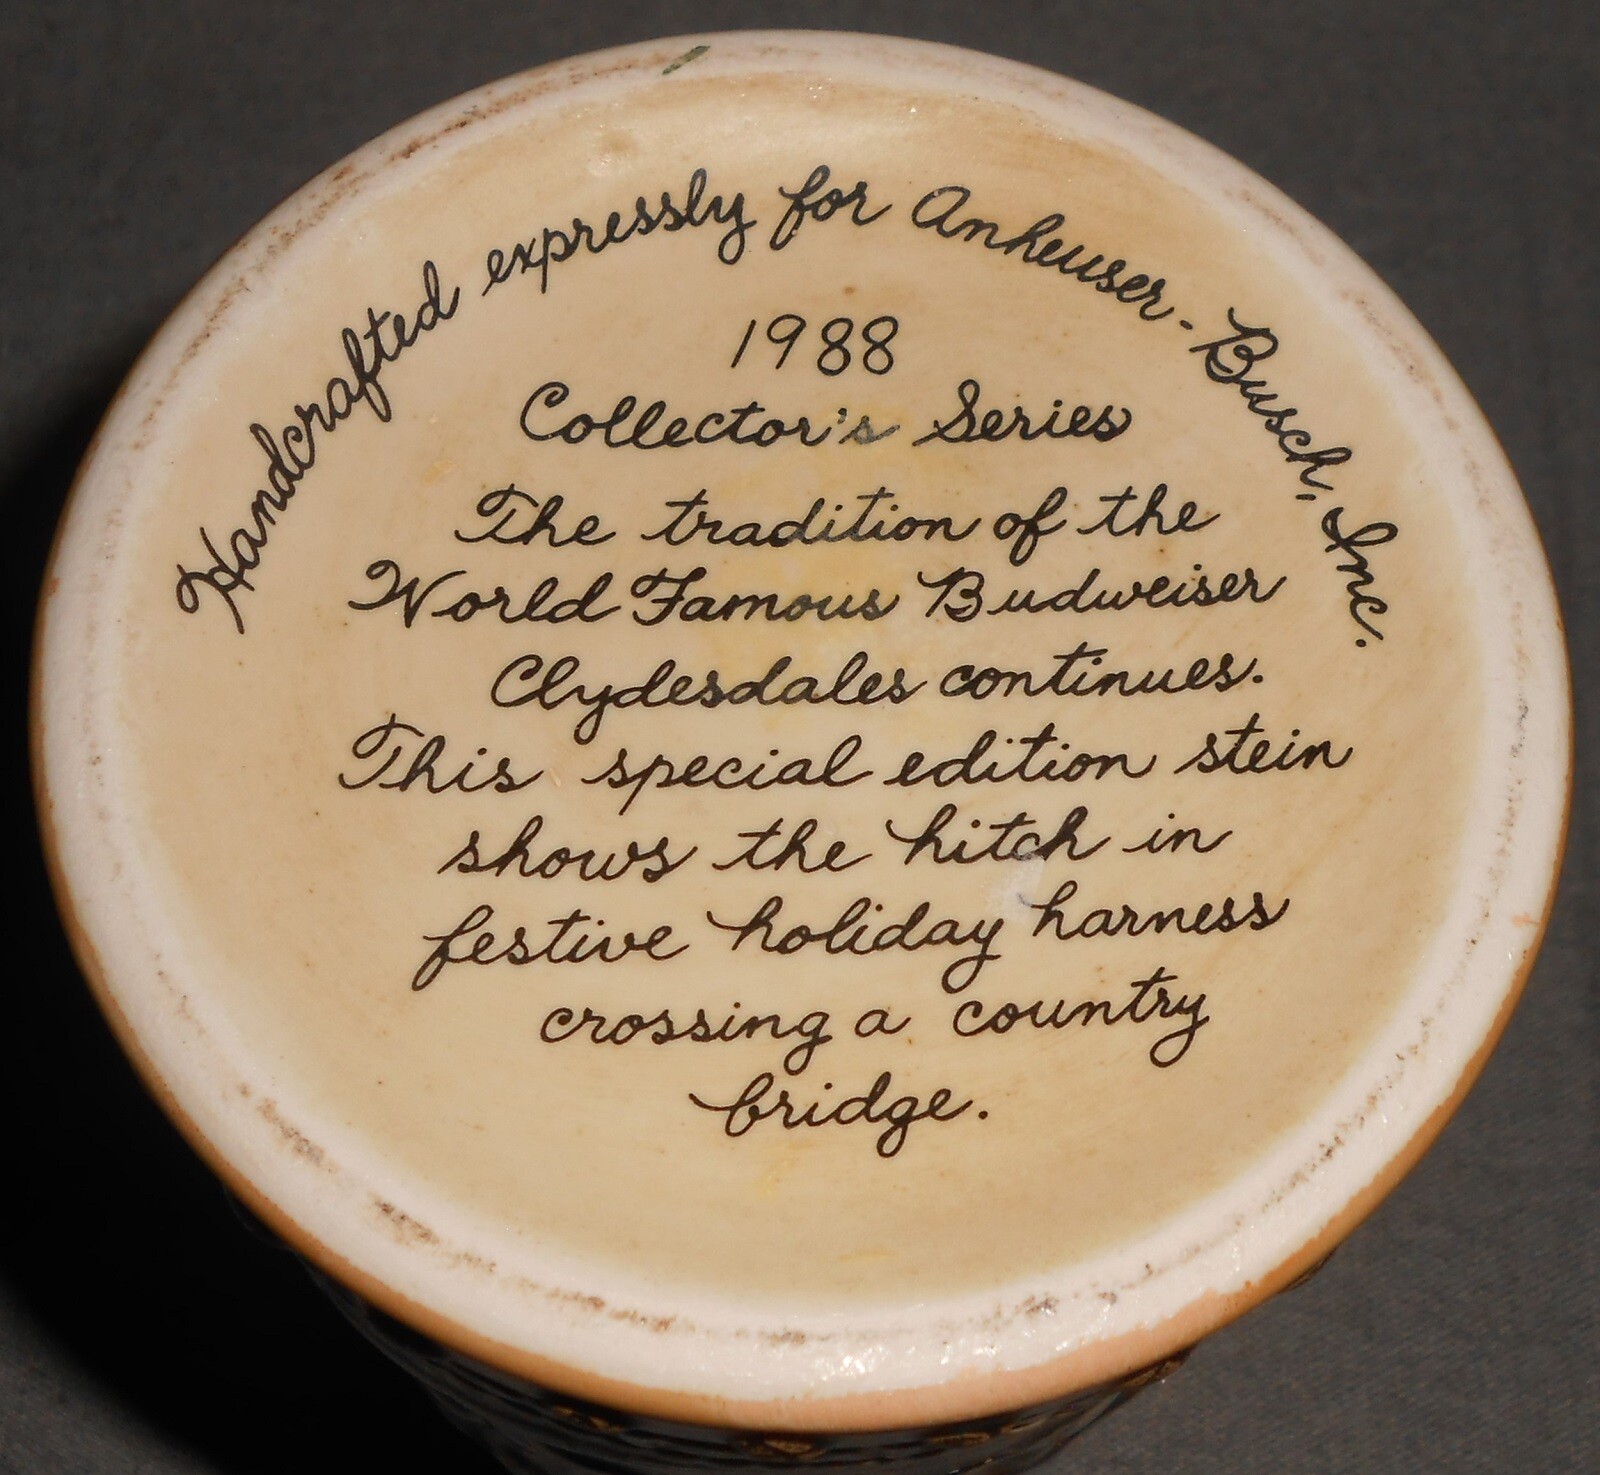 Handcrafted expressly for Anheuser-Busch, Inc.
1988
Collector's Series
The tradition of the
World Famous Budweiser
Clydesdales continues.
This special edition stein
shows the hitch in
festive holiday harness
crossing a country
bridge.